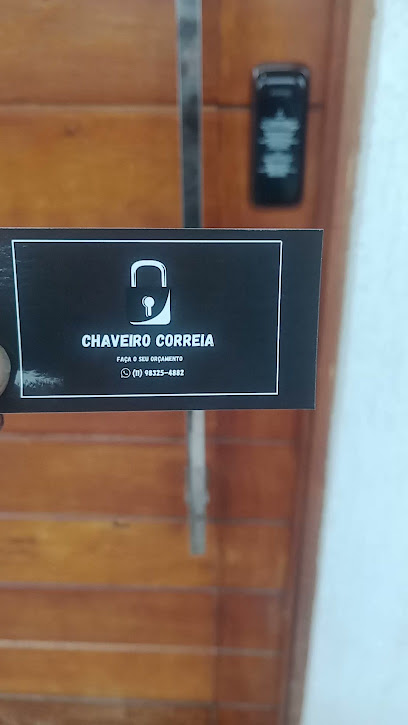 CHAVEIRO CORREIA
FAÇA O SEU ORÇAMENTO
(11) 98325-4882